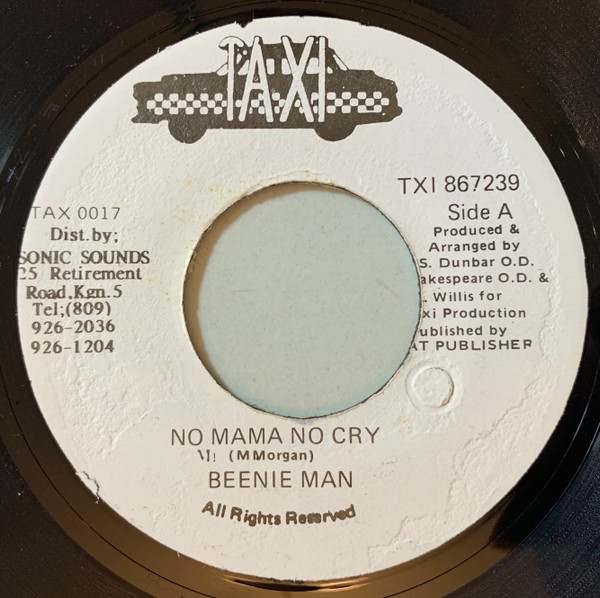 TAXI
TAX 0017
Dist.by;
SONIC SOUNDS
25 Retirement
Road,Kgn.5
Tel;(809)
926-2036
926-1204
TXI 867239
Side A
Produced &
Arranged by
S. Dunbar O.D.
akespeare O.D. &
. Willis for
xi Production
ublished by
AT PUBLISHER
NO MAMA NO CRY
(MMorgan)
BEENIE MAN
All Rights Reserved